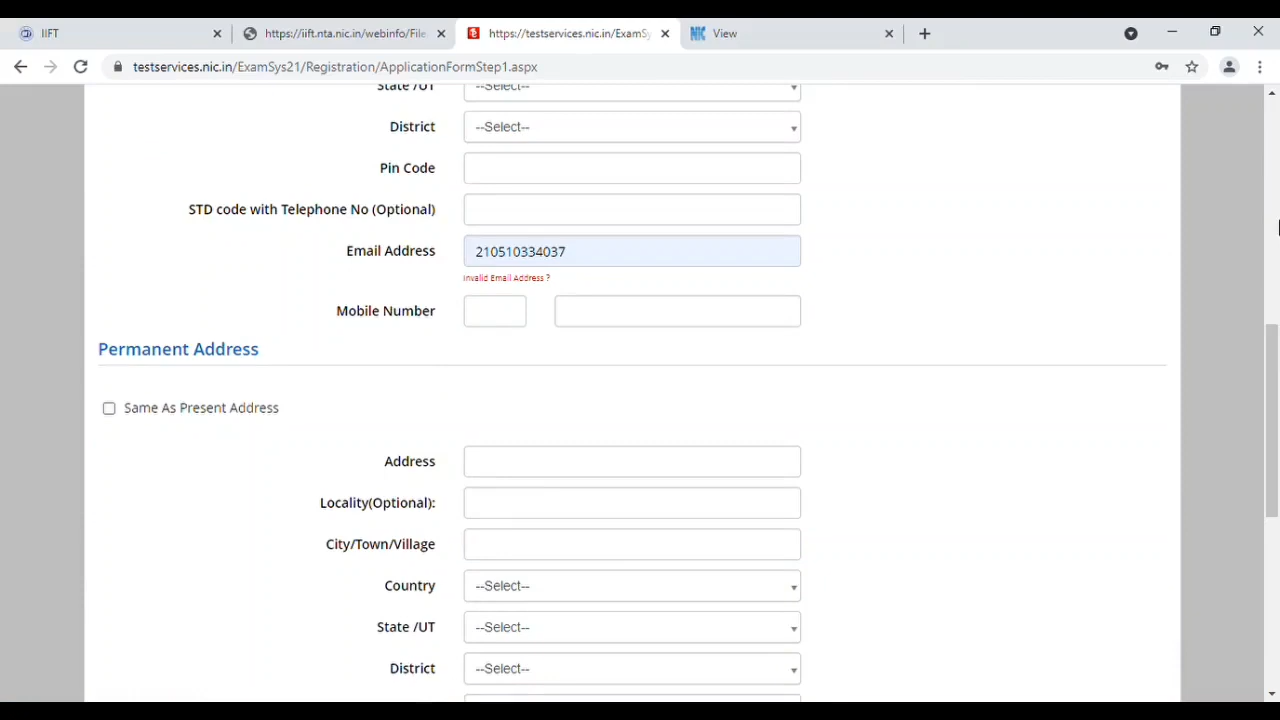 IIFT
https://iift.nta.nic.in/webinfo/File
https://testservices.nic.in/ExamSy
NIC View
testservices.nic.in/ExamSys21/Registration/ApplicationFormStep1.aspx
State /UT --Select--
District --Select--
Pin Code
STD code with Telephone No (Optional)
Email Address 210510334037
Invalid Email Address ?
Mobile Number
Permanent Address
Same As Present Address
Address
Locality(Optional):
City/Town/Village
Country --Select--
State /UT --Select--
District --Select--